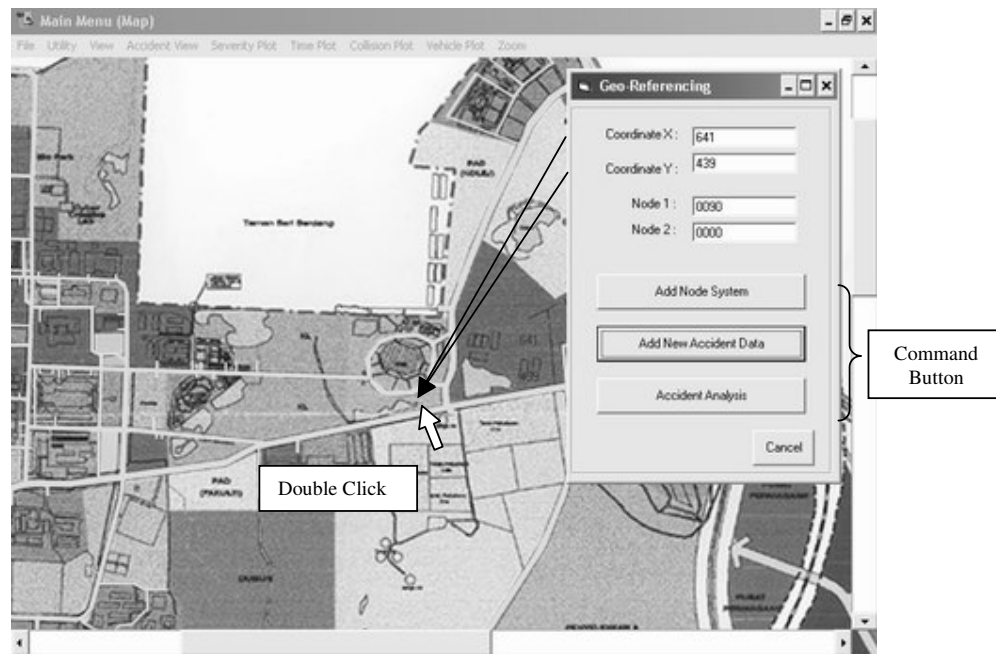 Main Menu (Map)
File Utility View Accident View Severity Plot Time Plot Collision Plot Vehicle Plot Zoom
Geo-Referencing
Coordinate X : 641
Coordinate Y : 439
Node 1 : 0090
Node 2 : 0000
Add Node System
Add New Accident Data
Accident Analysis
Cancel
Command
Button
Double Click
PAD
Taman Seri Serdang
641
439
PAD